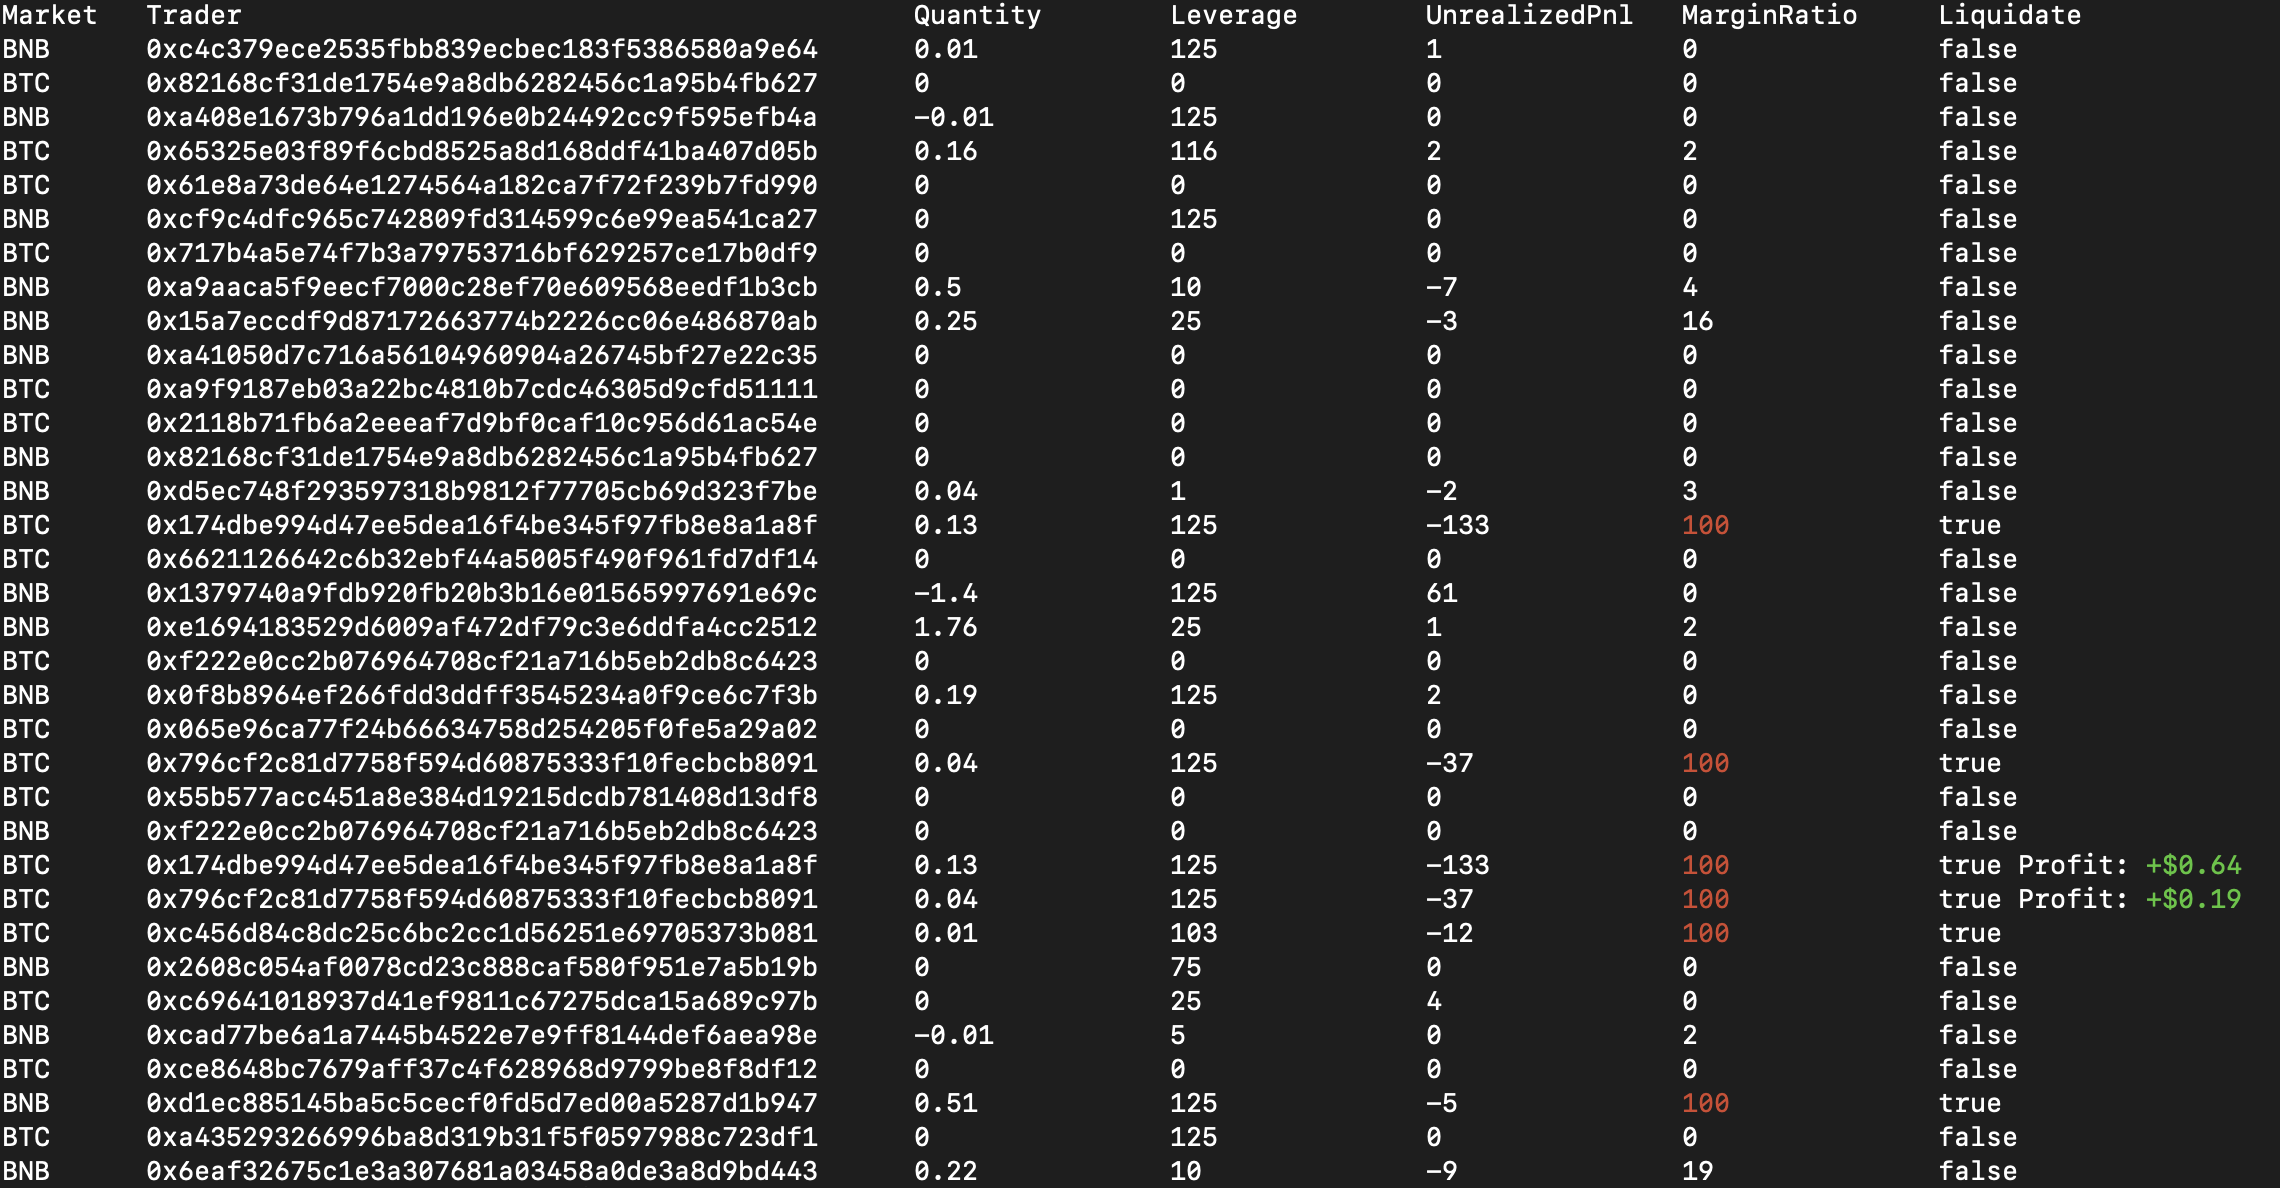 Market Trader Quantity Leverage UnrealizedPnl MarginRatio Liquidate
BNB 0xc4c379ece2535fbb839ecbec183f5386580a9e64 0.01 125 1 0 false
BTC 0x82168cf31de1754e9a8db6282456c1a95b4fb627 0 0 0 0 false
BNB 0xa408e1673b796a1dd196e0b24492cc9f595efb4a -0.01 125 0 0 false
BTC 0x65325e03f89f6cbd8525a8d168ddf41ba407d05b 0.16 116 2 2 false
BTC 0x61e8a73de64e1274564a182ca7f72f239b7fd990 0 0 0 0 false
BNB 0xcf9c4dfc965c742809fd314599c6e99ea541ca27 0 125 0 0 false
BTC 0x717b4a5e74f7b3a79753716bf629257ce17b0df9 0 0 0 0 false
BNB 0xa9aaca5f9eecf7000c28ef70e609568eedf1b3cb 0.5 10 -7 4 false
BNB 0x15a7eccdf9d87172663774b2226cc06e486870ab 0.25 25 -3 16 false
BNB 0xa41050d7c716a56104960904a26745bf27e22c35 0 0 0 0 false
BTC 0xa9f9187eb03a22bc4810b7cdc46305d9cfd51111 0 0 0 0 false
BTC 0x2118b71fb6a2eeeaf7d9bf0caf10c956d61ac54e 0 0 0 0 false
BNB 0x82168cf31de1754e9a8db6282456c1a95b4fb627 0 0 0 0 false
BNB 0xd5ec748f293597318b9812f77705cb69d323f7be 0.04 1 -2 3 false
BTC 0x174dbe994d47ee5dea16f4be345f97fb8e8a1a8f 0.13 125 -133 100 true
BTC 0x6621126642c6b32ebf44a5005f490f961fd7df14 0 0 0 0 false
BNB 0x1379740a9fdb920fb20b3b16e01565997691e69c -1.4 125 61 0 false
BNB 0xe1694183529d6009af472df79c3e6ddfa4cc2512 1.76 25 1 2 false
BTC 0xf222e0cc2b076964708cf21a716b5eb2db8c6423 0 0 0 0 false
BNB 0x0f8b8964ef266fdd3ddff3545234a0f9ce6c7f3b 0.19 125 2 0 false
BTC 0x065e96ca77f24b66634758d254205f0fe5a29a02 0 0 0 0 false
BTC 0x796cf2c81d7758f594d60875333f10fecbcb8091 0.04 125 -37 100 true
BTC 0x55b577acc451a8e384d19215dcdb781408d13df8 0 0 0 0 false
BNB 0xf222e0cc2b076964708cf21a716b5eb2db8c6423 0 0 0 0 false
BTC 0x174dbe994d47ee5dea16f4be345f97fb8e8a1a8f 0.13 125 -133 100 true Profit: +$0.64
BTC 0x796cf2c81d7758f594d60875333f10fecbcb8091 0.04 125 -37 100 true Profit: +$0.19
BTC 0xc456d84c8dc25c6bc2cc1d56251e69705373b081 0.01 103 -12 100 true
BNB 0x2608c054af0078cd23c888caf580f951e7a5b19b 0 75 0 0 false
BTC 0xc69641018937d41ef9811c67275dca15a689c97b 0 25 4 0 false
BNB 0xcad77be6a1a7445b4522e7e9ff8144def6aea98e -0.01 5 0 2 false
BTC 0xce8648bc7679aff37c4f628968d9799be8f8df12 0 0 0 0 false
BNB 0xd1ec885145ba5c5cecf0fd5d7ed00a5287d1b947 0.51 125 -5 100 true
BTC 0xa435293266996ba8d319b31f5f0597988c723df1 0 125 0 0 false
BNB 0x6eaf32675c1e3a307681a03458a0de3a8d9bd443 0.22 10 -9 19 false